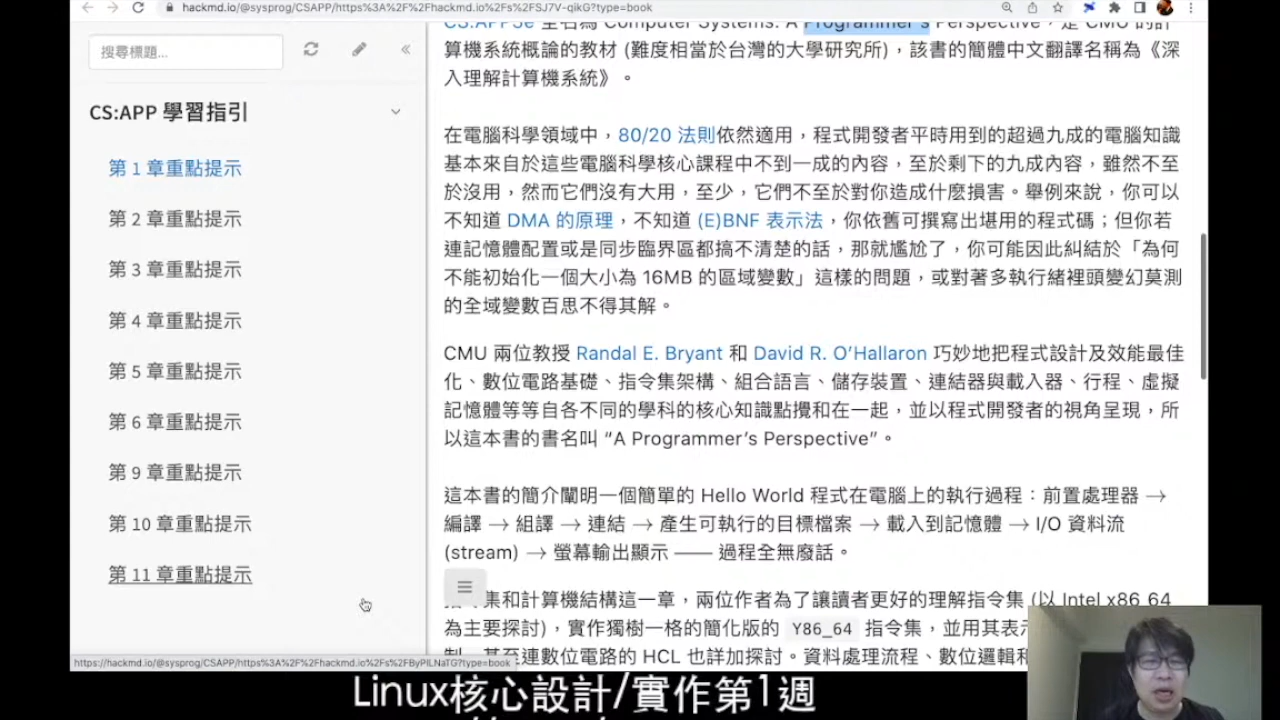 hackmd.io/@sysprog/CSAPP/https%3A%2F%2Fhackmd.io%2Fs%2FSJ7V-qikG?type=book
搜尋標題...
CS:APP 學習指引
第 1 章重點提示
第 2 章重點提示
第 3 章重點提示
第 4 章重點提示
第 5 章重點提示
第 6 章重點提示
第 9 章重點提示
第 10 章重點提示
第 11 章重點提示
https://hackmd.io/@sysprog/CSAPP/https%3A%2F%2Fhackmd.io%2Fs%2FByPlLNaTG?type=book
CS:APP3e 全名為 Computer Systems: A Programmer's Perspective，是 CMU 的計
算機系統概論的教材 (難度相當於台灣的大學研究所)，該書的簡體中文翻譯名稱為《深
入理解計算機系統》。
在電腦科學領域中，80/20 法則依然適用，程式開發者平時用到的超過九成的電腦知識
基本來自於這些電腦科學核心課程中不到一成的內容，至於剩下的九成內容，雖然不至
於沒用，然而它們沒有大用，至少，它們不至於對你造成什麼損害。舉例來說，你可以
不知道 DMA 的原理，不知道 (E)BNF 表示法，你依舊可撰寫出堪用的程式碼；但你若
連記憶體配置或是同步臨界區都搞不清楚的話，那就尷尬了，你可能因此糾結於「為何
不能初始化一個大小為 16MB 的區域變數」這樣的問題，或對著多執行緒裡頭變幻莫測
的全域變數百思不得其解。
CMU 兩位教授 Randal E. Bryant 和 David R. O'Hallaron 巧妙地把程式設計及效能最佳
化、數位電路基礎、指令集架構、組合語言、儲存裝置、連結器與載入器、行程、虛擬
記憶體等等自各不同的學科的核心知識點攪和在一起，並以程式開發者的視角呈現，所
以這本書的書名叫 “A Programmer's Perspective”。
這本書的簡介闡明一個簡單的 Hello World 程式在電腦上的執行過程：前置處理器 →
編譯 → 組譯 → 連結 → 產生可執行的目標檔案 → 載入到記憶體 → I/O 資料流
(stream) → 螢幕輸出顯示 —— 過程全無廢話。
指令集和計算機結構這一章，兩位作者為了讓讀者更好的理解指令集 (以 Intel x86_64
為主要探討)，實作獨樹一格的簡化版的 Y86_64 指令集，並用其表示
制，甚至連數位電路的 HCL 也詳加探討。資料處理流程、數位邏輯和
Linux核心設計/實作第1週